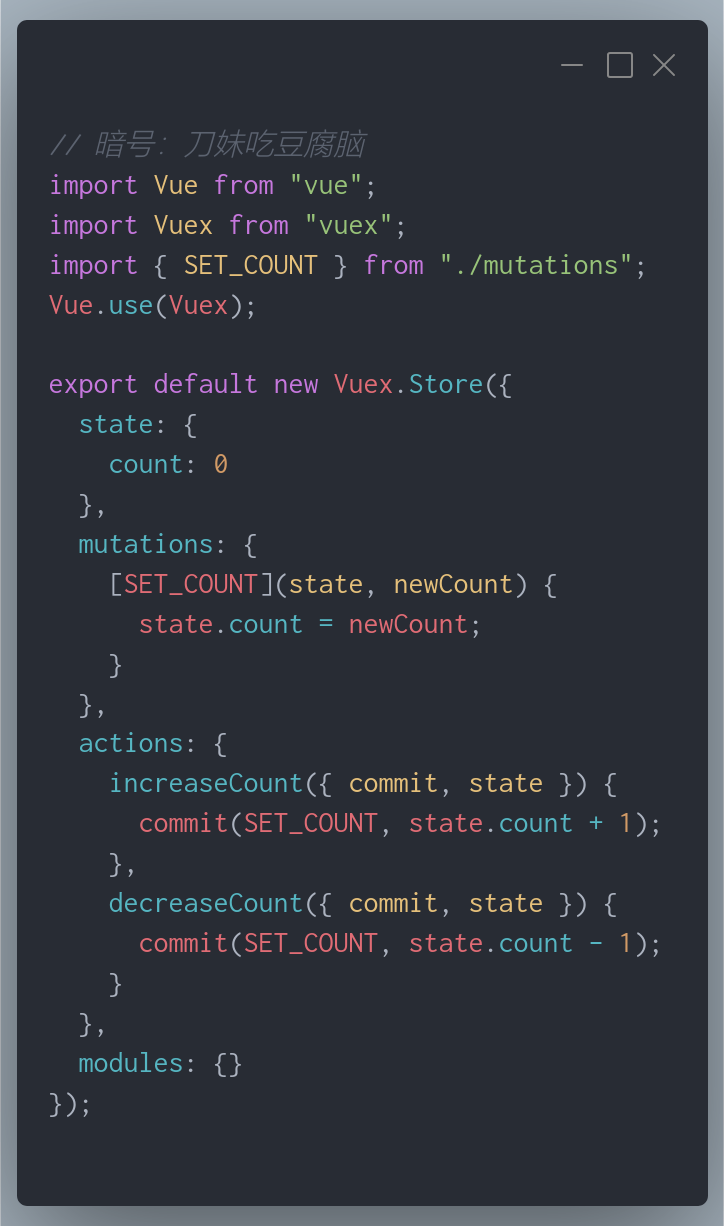 // 暗号: 刀妹吃豆腐脑
import Vue from "vue";
import Vuex from "vuex";
import { SET_COUNT } from "./mutations";
Vue.use(Vuex);

export default new Vuex.Store({
  state: {
    count: 0
  },
  mutations: {
    [SET_COUNT](state, newCount) {
      state.count = newCount;
    }
  },
  actions: {
    increaseCount({ commit, state }) {
      commit(SET_COUNT, state.count + 1);
    },
    decreaseCount({ commit, state }) {
      commit(SET_COUNT, state.count - 1);
    }
  },
  modules: {}
});